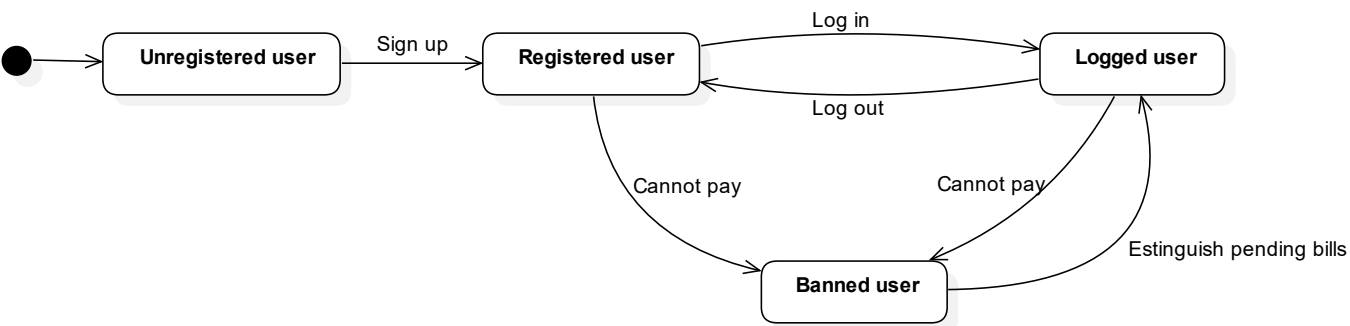 Log in
Sign up
Unregistered user
Registered user
Logged user
Log out
Cannot pay
Cannot pay
Estinguish pending bills
Banned user